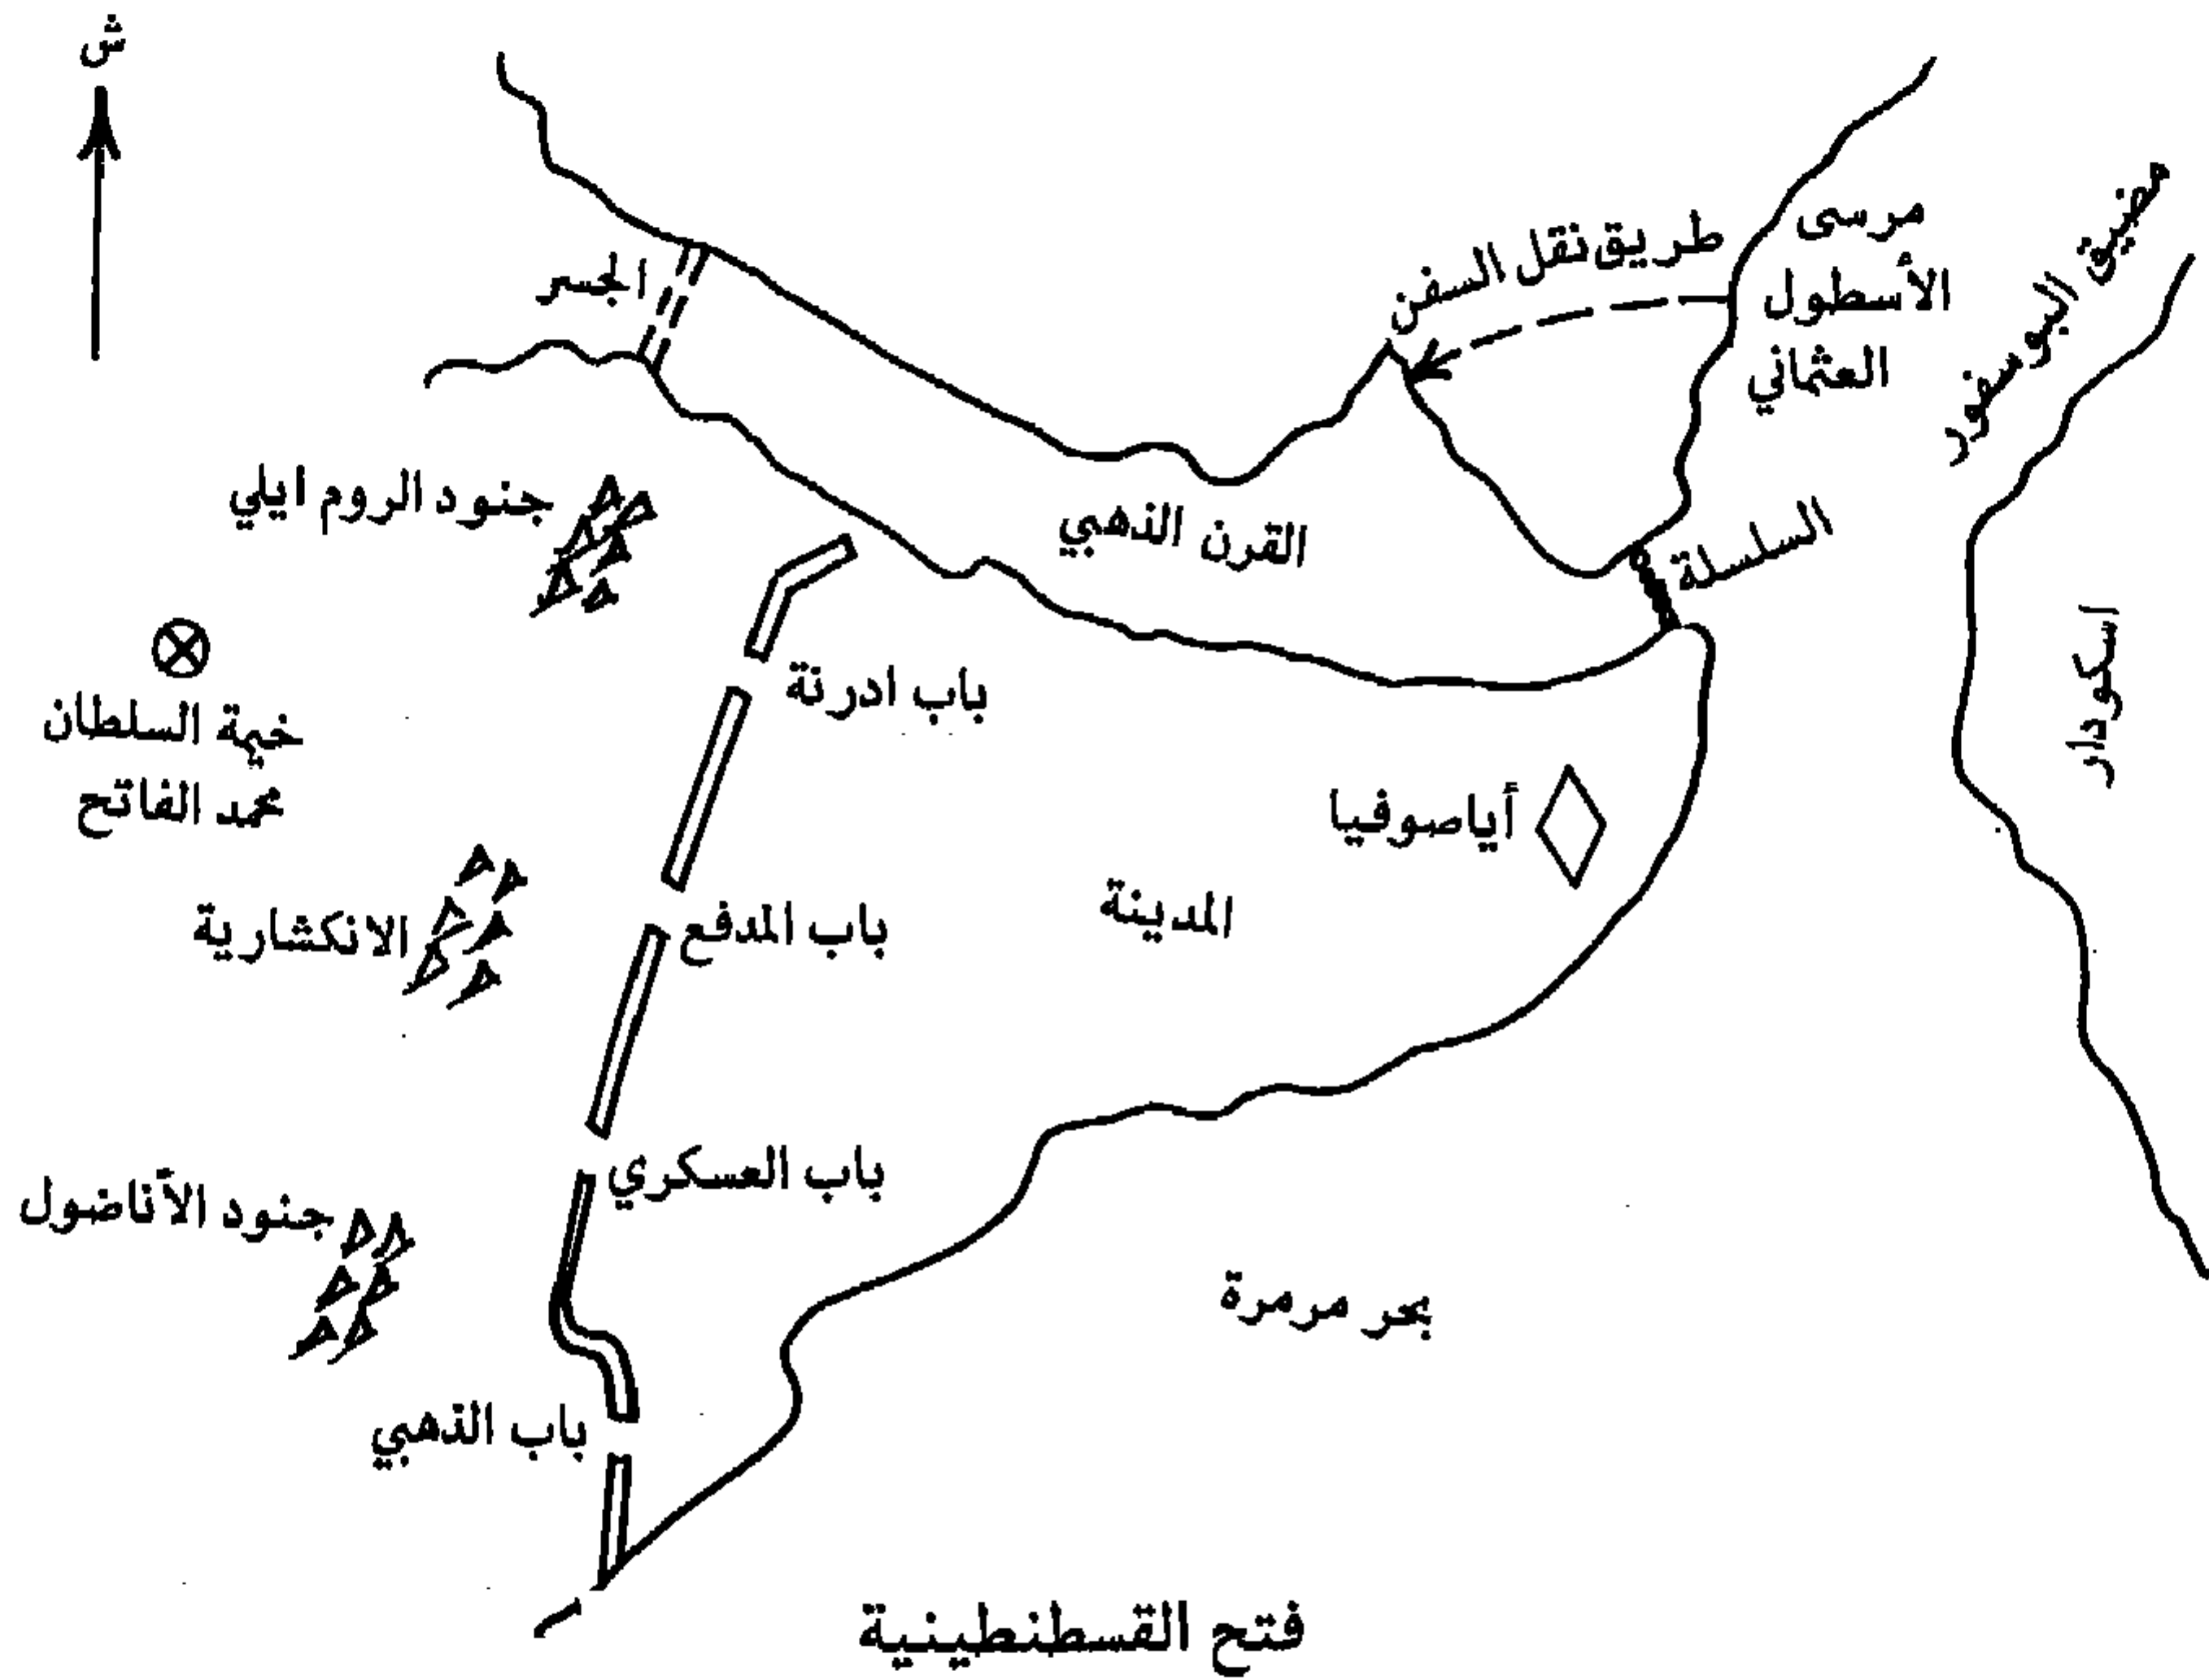 ش
مرسى
الأسطول
العثماني
مضيق البوسفور
طريق نقل السفن
الجسر
جنود الروم ايلي
القرن الذهبي
السلسلة
اسكودار
باب ادرنة
خيمة السلطان
محمد الفاتح
أياصوفيا
المدينة
باب المدفع
الانكشارية
باب العسكري
جنود الأناضول
بحر مرمرة
باب الذهبي
فتح القسطنطينية